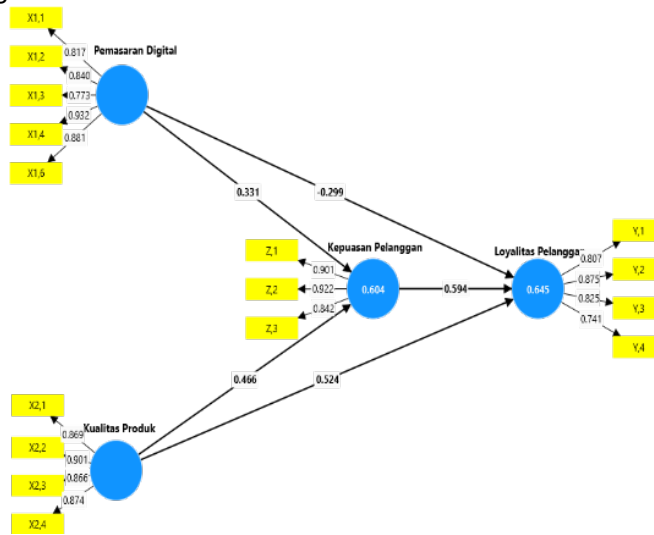 X1,1
X1,2
X1,3
X1,4
X1,6
0.817
0.840
0.773
0.932
0.881
Pemasaran Digital
0.331
-0.299
Kepuasan Pelanggan
Z,1
Z,2
Z,3
0.901
0.922
0.842
0.604
0.594
Loyalitas Pelanggan
0.645
0.807
0.875
0.825
0.741
Y,1
Y,2
Y,3
Y,4
0.466
0.524
X2,1
X2,2
X2,3
X2,4
0.869
0.901
0.866
0.874
Kualitas Produk